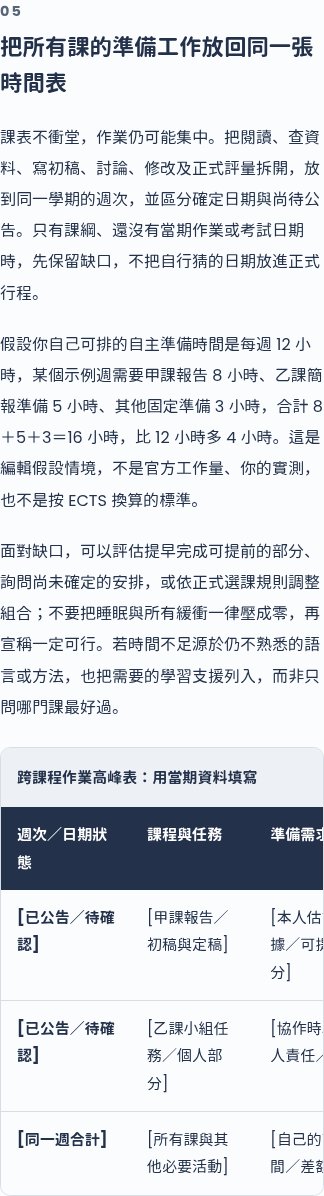 05
把所有課的準備工作放回同一張
時間表
課表不衝堂，作業仍可能集中。把閱讀、查資
料、寫初稿、討論、修改及正式評量拆開，放
到同一學期的週次，並區分確定日期與尚待公
告。只有課綱、還沒有當期作業或考試日期
時，先保留缺口，不把自行猜的日期放進正式
行程。
假設你自己可排的自主準備時間是每週 12 小
時，某個示例週需要甲課報告 8 小時、乙課簡
報準備 5 小時、其他固定準備 3 小時，合計 8
＋5＋3＝16 小時，比 12 小時多 4 小時。這是
編輯假設情境，不是官方工作量、你的實測，
也不是按 ECTS 換算的標準。
面對缺口，可以評估提早完成可提前的部分、
詢問尚未確定的安排，或依正式選課規則調整
組合；不要把睡眠與所有緩衝一律壓成零，再
宣稱一定可行。若時間不足源於仍不熟悉的語
言或方法，也把需要的學習支援列入，而非只
問哪門課最好過。
跨課程作業高峰表：用當期資料填寫
週次／日期狀
態
課程與任務
準備需
[已公告／待確
認]
[甲課報告／
初稿與定稿]
[本人估
據／可
分]
[已公告／待確
認]
[乙課小組任
務／個人部
分]
[協作時
人責任／
[同一週合計]
[所有課與其
他必要活動]
[自己的
間／差